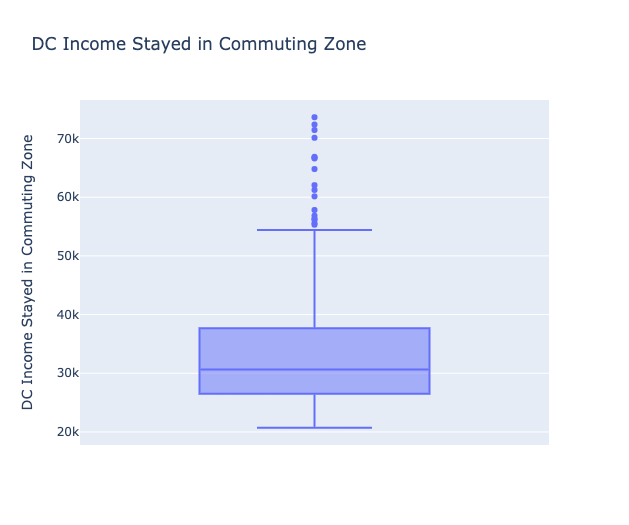 DC Income Stayed in Commuting Zone
DC Income Stayed in Commuting Zone
70k
60k
50k
40k
30k
20k